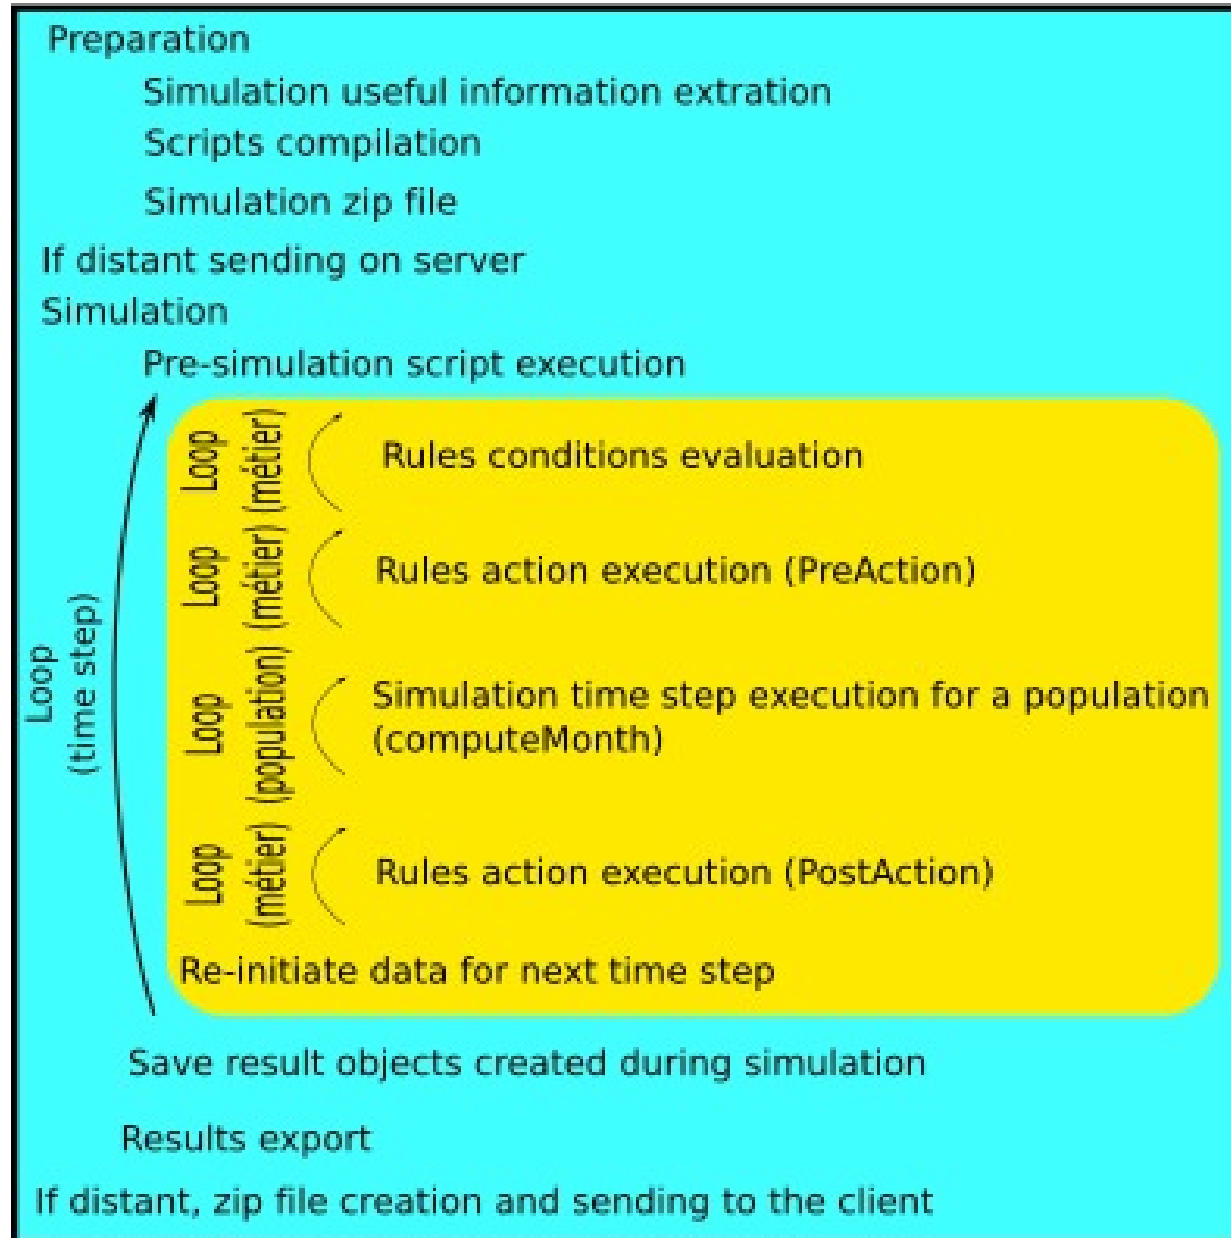 Preparation
Simulation useful information extration
Scripts compilation
Simulation zip file
If distant sending on server
Simulation
Pre-simulation script execution
Loop
(time step)
Loop
(métier)
Rules conditions evaluation
Loop
(métier)
Rules action execution (PreAction)
Loop
(population)
Simulation time step execution for a population
(computeMonth)
Loop
(métier)
Rules action execution (PostAction)
Re-initiate data for next time step
Save result objects created during simulation
Results export
If distant, zip file creation and sending to the client